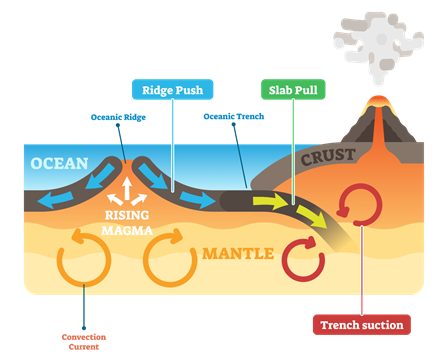 Ridge Push
Slab Pull
Oceanic Ridge
Oceanic Trench
OCEAN
CRUST
RISING
MAGMA
MANTLE
Trench suction
Convection
Current